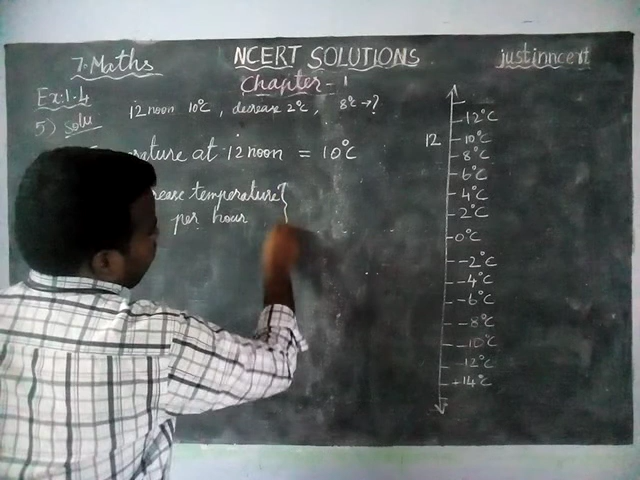 7. Maths NCERT SOLUTIONS justinncert
Chapter - 1
Ex:1.4
12 noon 10°C, decrease 2°C, 8°C →?
5) Solu
at 12 noon = 10°C
temperature }
per hour
12°C
12 10°C
8°C
6°C
4°C
2°C
0°C
-2°C
-4°C
-6°C
-8°C
-10°C
-12°C
+14°C